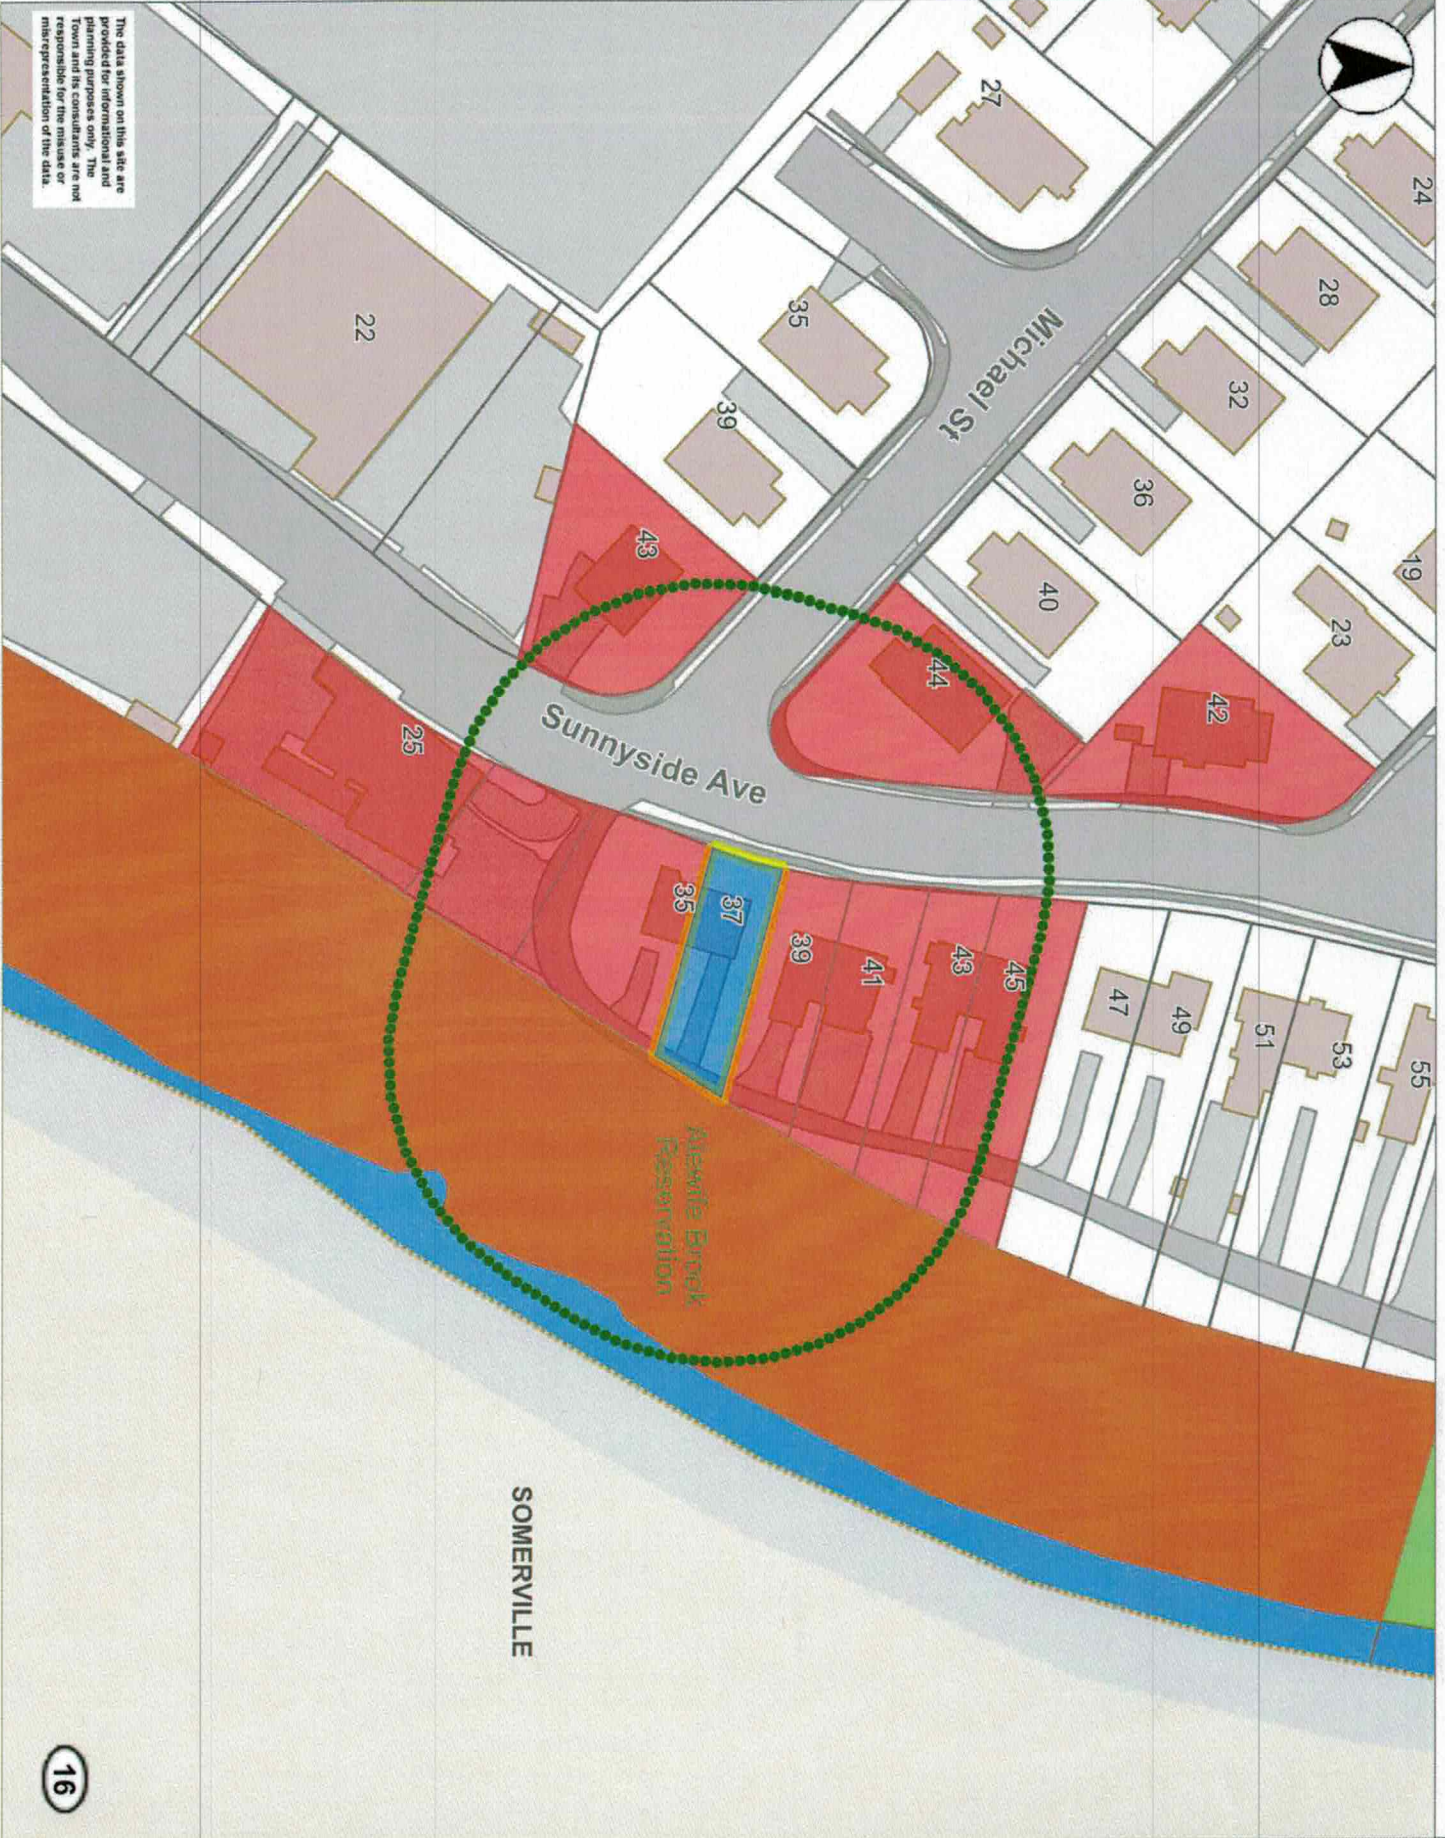 24
27
28
Michael St
32
35
22
39
36
19
43
40
23
44
42
25
Sunnyside Ave
35
37
39
41
43
45
47
49
51
53
55
Alewife Brook
Reservation
SOMERVILLE
The data shown on this site are
provided for informational and
planning purposes only. The
Town and its consultants are not
responsible for the misuse or
misrepresentation of the data.
16